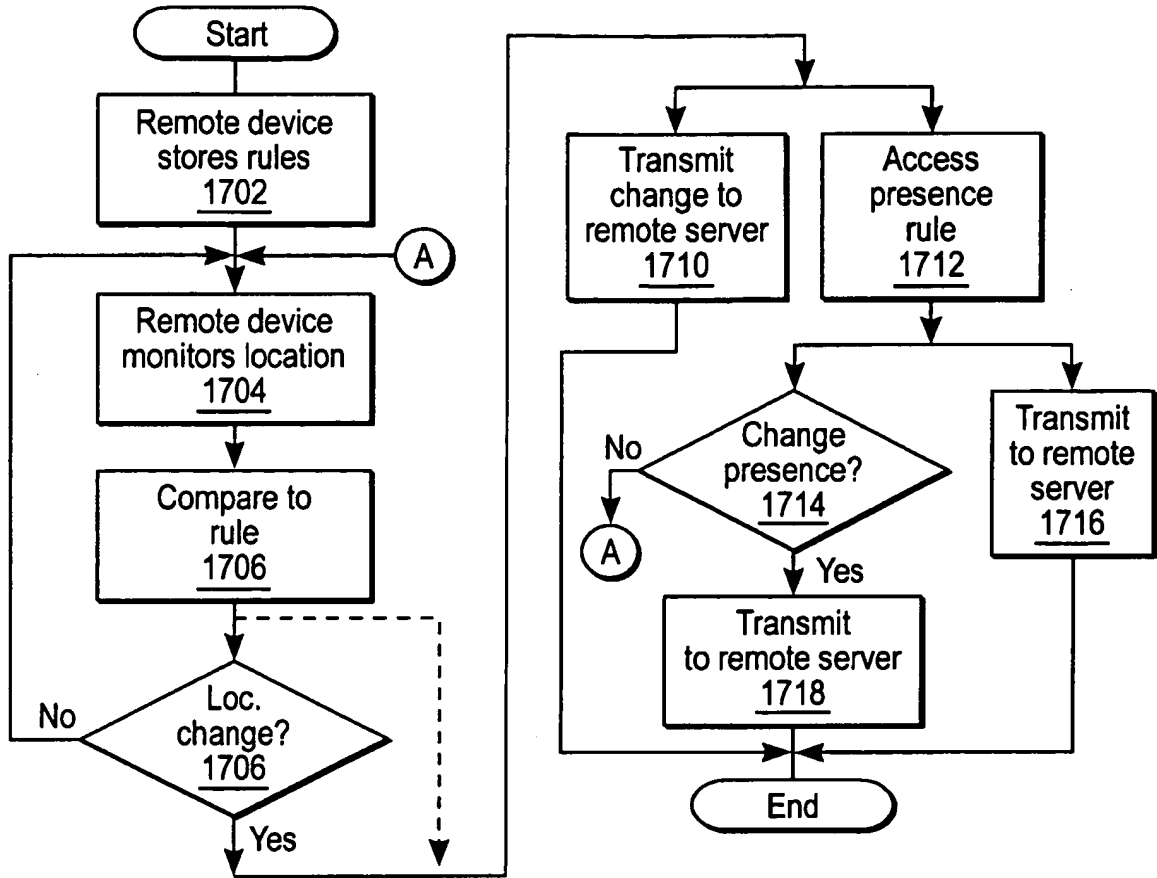 Start
Remote device
stores rules
1702
A
Remote device
monitors location
1704
Compare to
rule
1706
Loc.
change?
1706
No
Yes
Transmit
change to
remote server
1710
Access
presence
rule
1712
Change
presence?
1714
No
A
Yes
Transmit
to remote
server
1716
Transmit
to remote server
1718
End